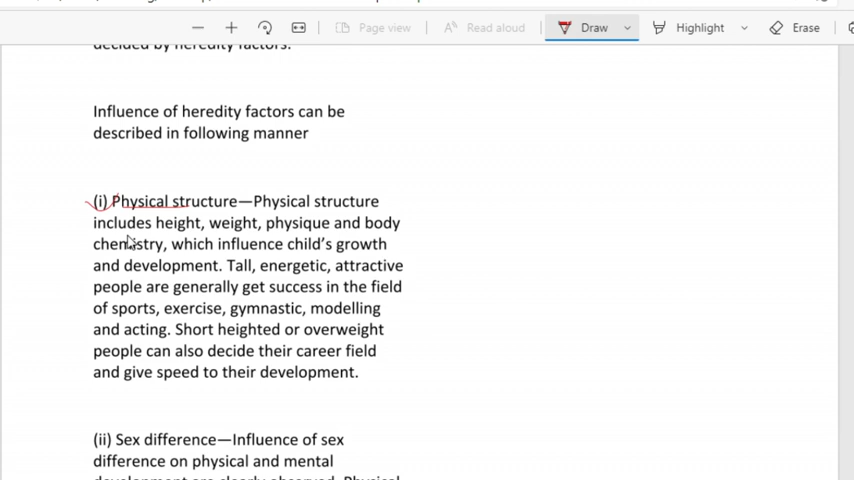 Page view
Read aloud
Draw
Highlight
Erase
decided by heredity factors.
Influence of heredity factors can be
described in following manner
(i) Physical structure—Physical structure
includes height, weight, physique and body
chemistry, which influence child's growth
and development. Tall, energetic, attractive
people are generally get success in the field
of sports, exercise, gymnastic, modelling
and acting. Short heighted or overweight
people can also decide their career field
and give speed to their development.
(ii) Sex difference—Influence of sex
difference on physical and mental
development are clearly observed. Physical